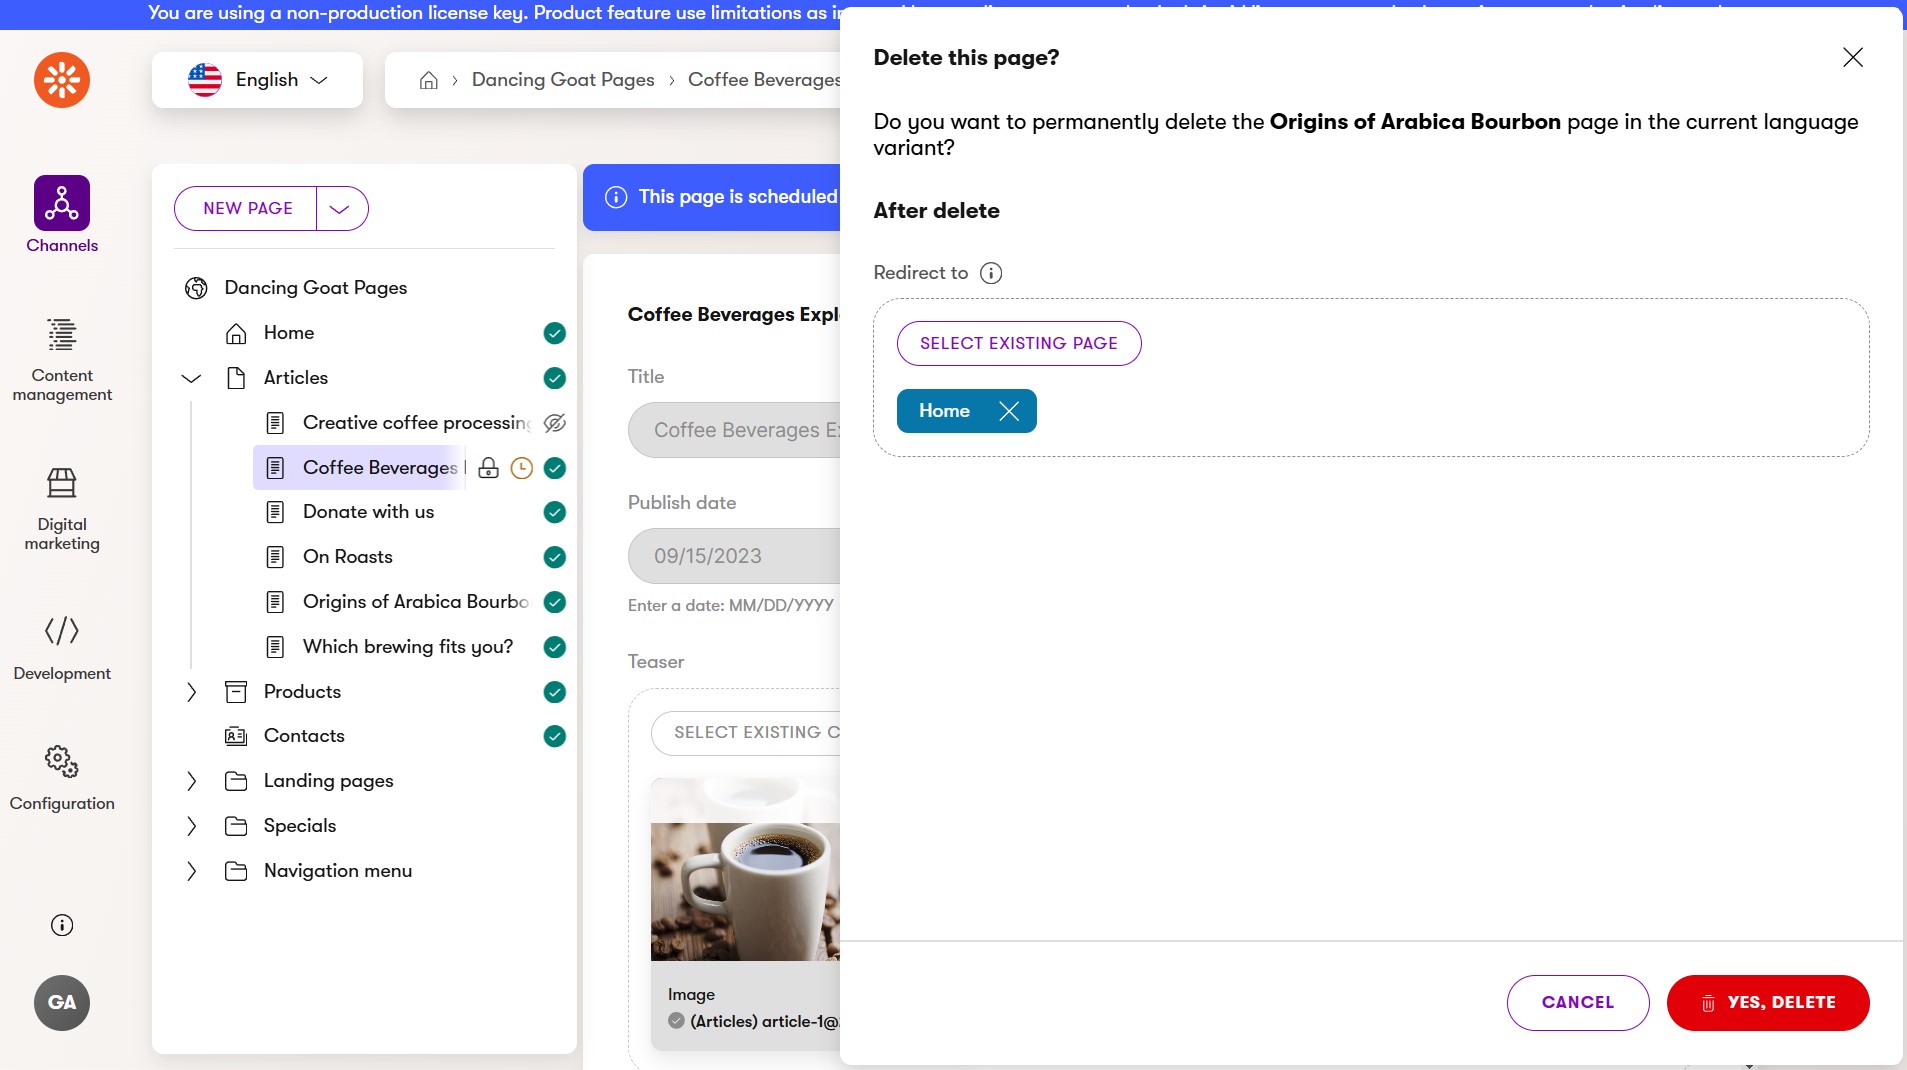 You are using a non-production license key. Product feature use limitations as
English
Dancing Goat Pages
Coffee Beverages
Channels
Content
management
Digital
marketing
Development
Configuration
GA
NEW PAGE
Dancing Goat Pages
Home
Articles
Creative coffee processing
Coffee Beverages
Donate with us
On Roasts
Origins of Arabica Bourbo
Which brewing fits you?
Products
Contacts
Landing pages
Specials
Navigation menu
This page is scheduled
Coffee Beverages Expl
Title
Coffee Beverages E
Publish date
09/15/2023
Enter a date: MM/DD/YYYY
Teaser
SELECT EXISTING C
Image
(Articles) article-1@
Delete this page?
Do you want to permanently delete the Origins of Arabica Bourbon page in the current language
variant?
After delete
Redirect to
SELECT EXISTING PAGE
Home
CANCEL
YES, DELETE